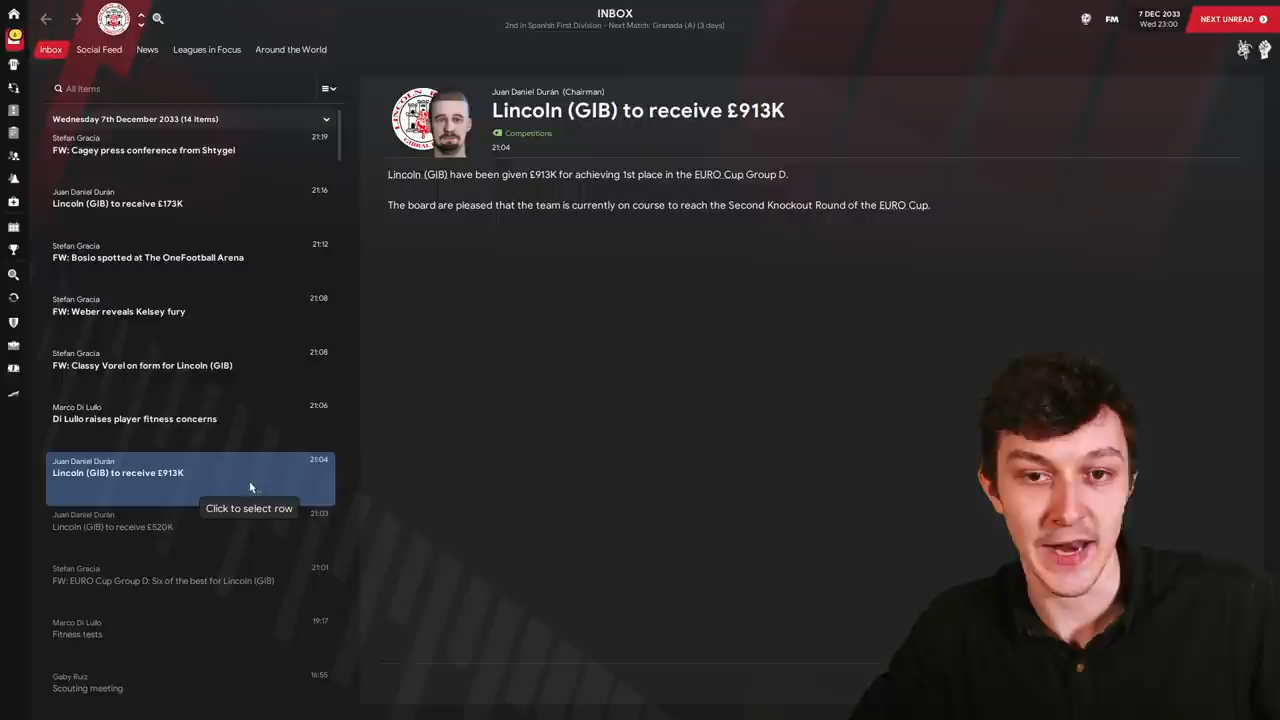 INBOX
2nd in Spanish First Division - Next Match: Granada (A) (3 days)
FM
7 DEC 2033
Wed 23:00
NEXT UNREAD
Inbox
Social Feed
News
Leagues in Focus
Around the World
All Items
Wednesday 7th December 2033 (14 items)
Stefan Gracia
21:19
FW: Cagey press conference from Shtygel
Juan Daniel Durán
21:16
Lincoln (GIB) to receive £173K
Stefan Gracia
21:12
FW: Bosio spotted at The OneFootball Arena
Stefan Gracia
21:08
FW: Weber reveals Kelsey fury
Stefan Gracia
21:08
FW: Classy Vorel on form for Lincoln (GIB)
Marco Di Lullo
21:06
Di Lullo raises player fitness concerns
Juan Daniel Durán
21:04
Lincoln (GIB) to receive £913K
Click to select row
Juan Daniel Durán
21:03
Lincoln (GIB) to receive £520K
Stefan Gracia
21:01
FW: EURO Cup Group D: Six of the best for Lincoln (GIB)
Marco Di Lullo
19:17
Fitness tests
Gaby Ruiz
16:55
Scouting meeting
Juan Daniel Durán (Chairman)
Lincoln (GIB) to receive £913K
Competitions
21:04
Lincoln (GIB) have been given £913K for achieving 1st place in the EURO Cup Group D.
The board are pleased that the team is currently on course to reach the Second Knockout Round of the EURO Cup.